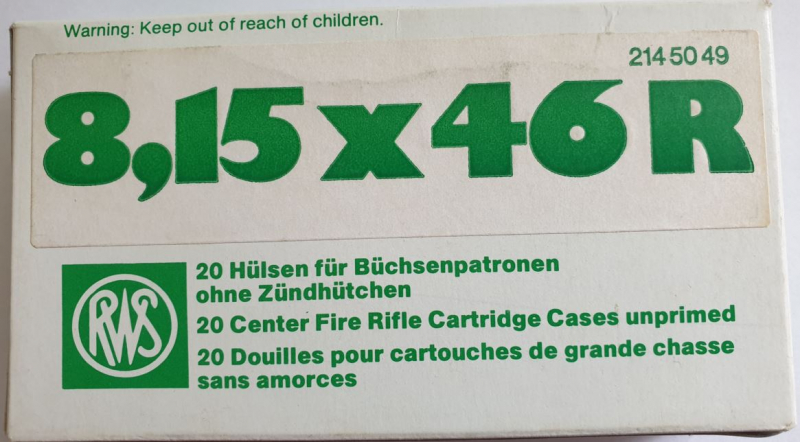 Warning: Keep out of reach of children.
214 50 49
8,15 x 46 R
20 Hülsen für Büchsenpatronen
ohne Zündhütchen
RWS
20 Center Fire Rifle Cartridge Cases unprimed
20 Douilles pour cartouches de grande chasse
sans amorces